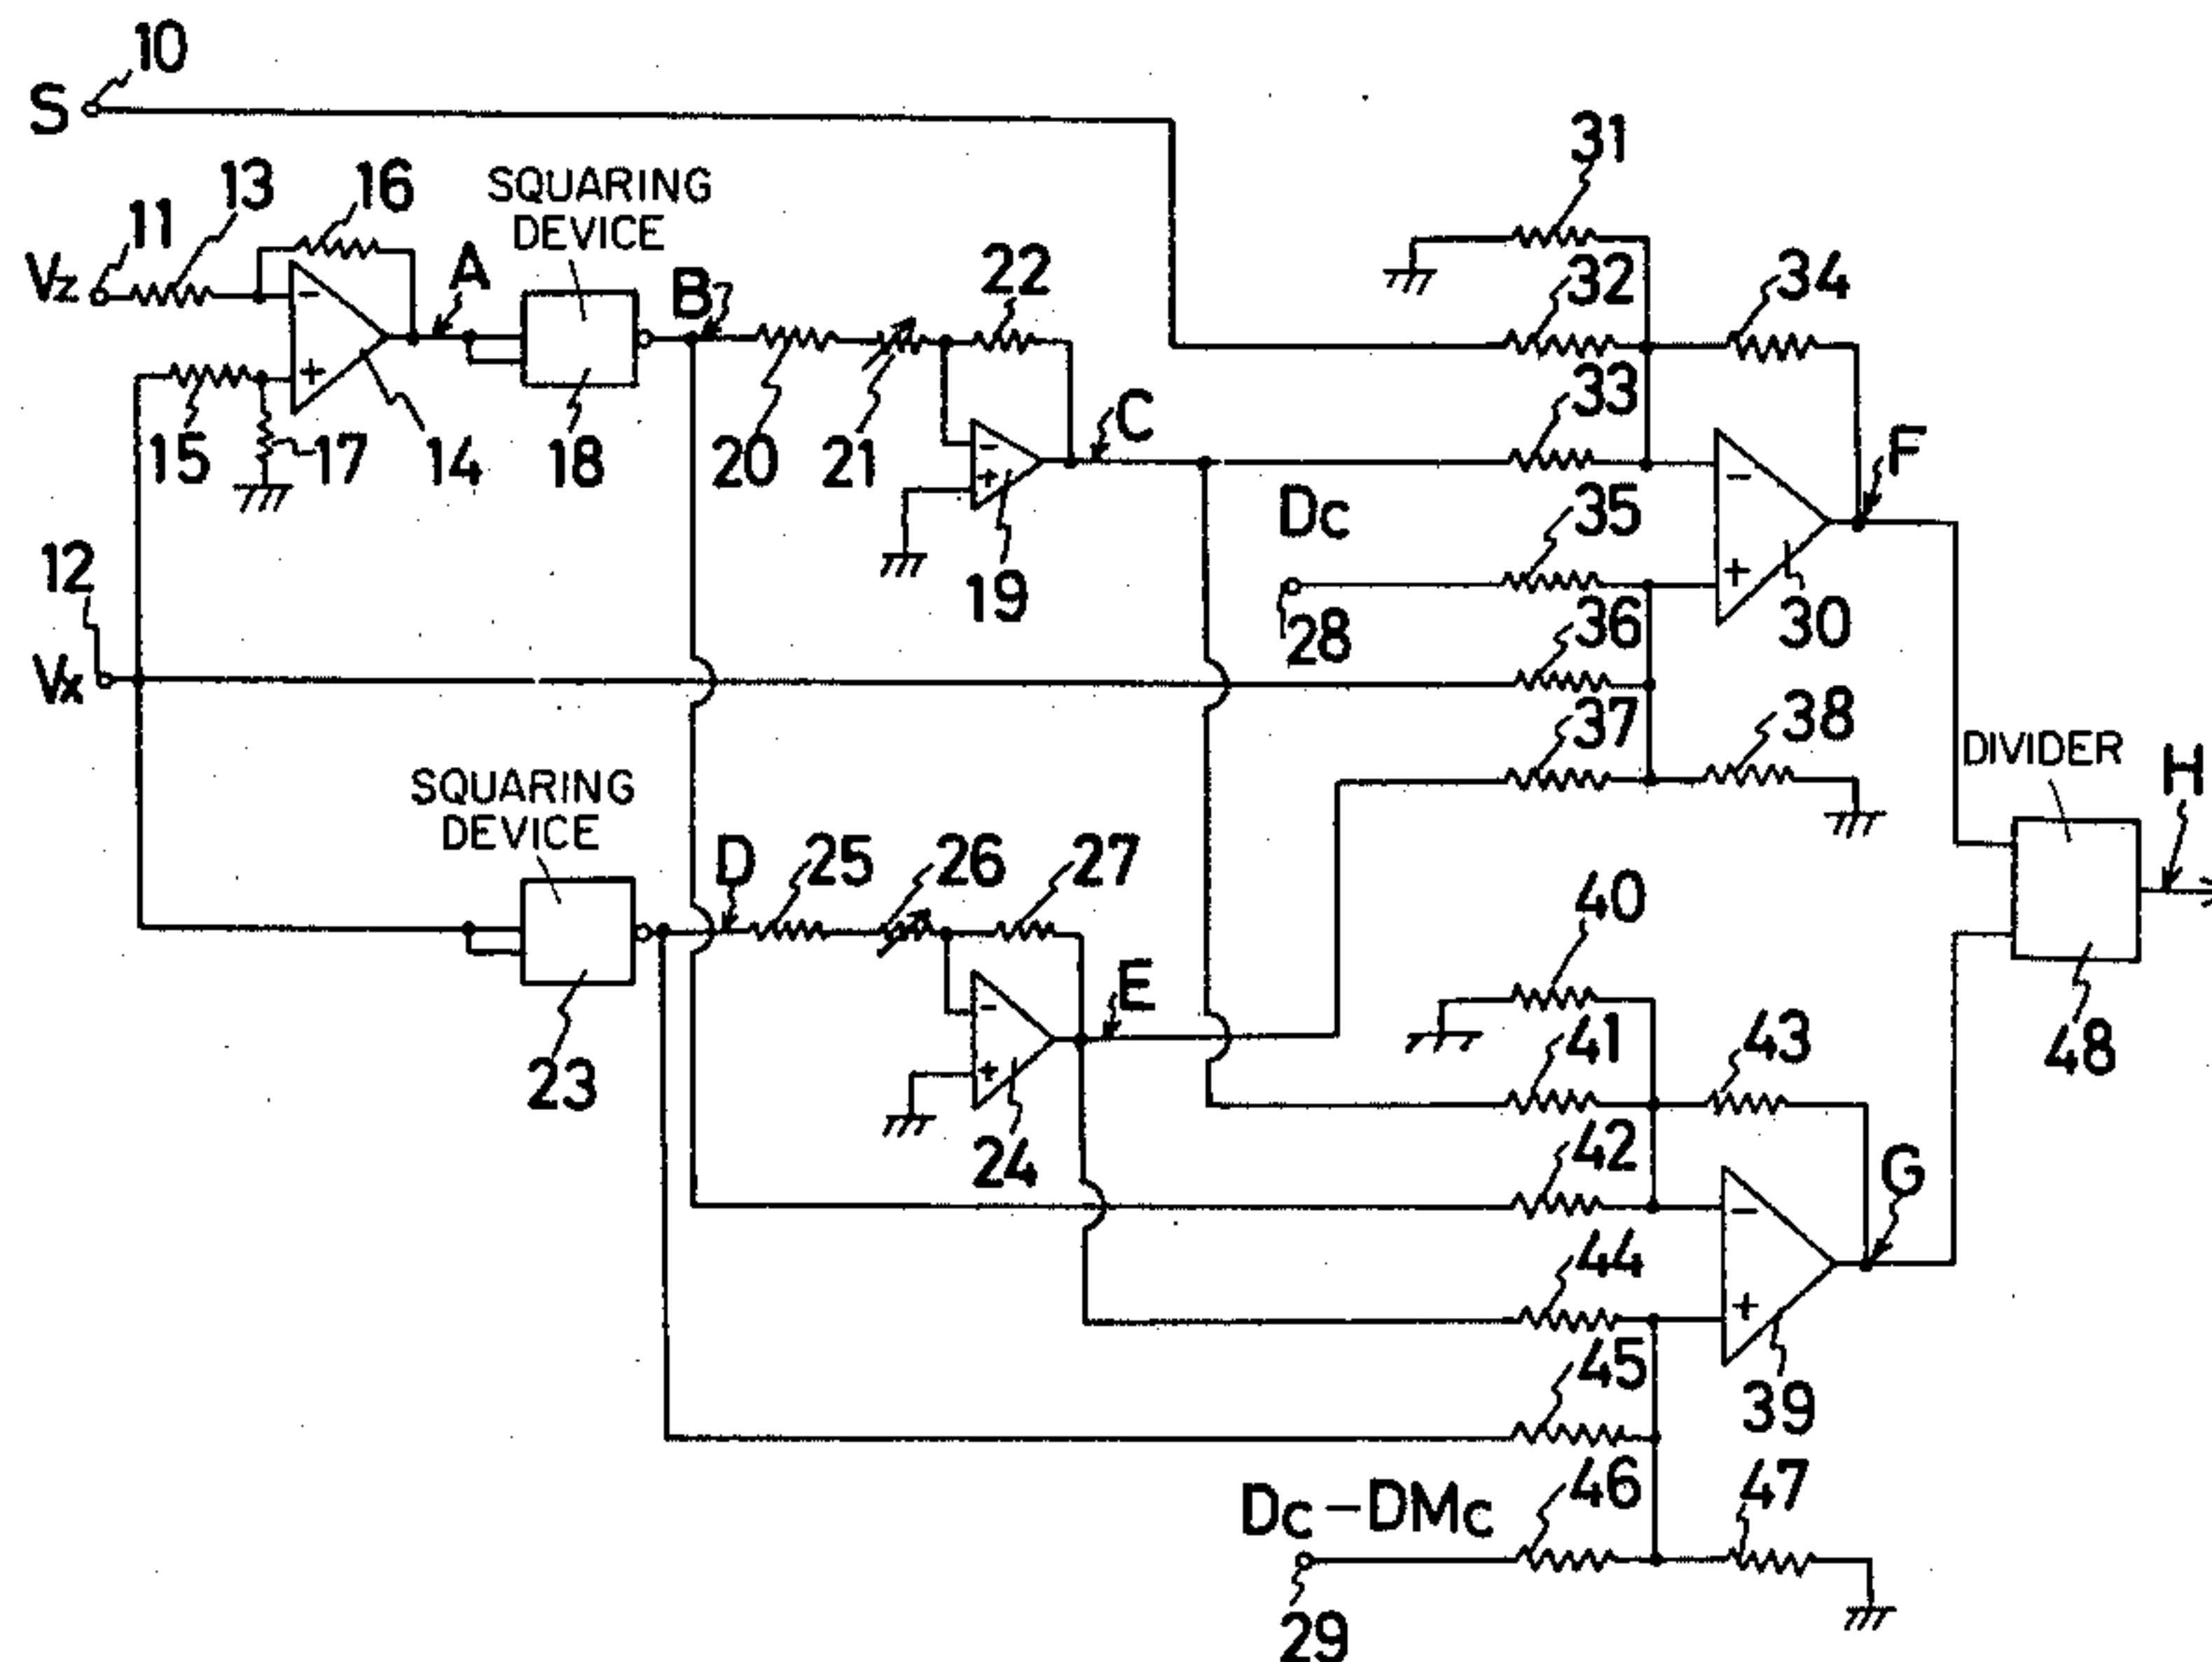 10
S
31
13
16
SQUARING
DEVICE
11
Vz
A
B
22
32
34
33
C
F
15
17
14
18
20
21
Dc
35
12
19
28
36
30
Vx
37
38
DIVIDER
H
SQUARING
DEVICE
D
25
26
27
40
E
41
43
48
23
24
42
G
44
45
39
46
47
Dc-DMc
29
-
+
-
+
-
+
-
+
-
+